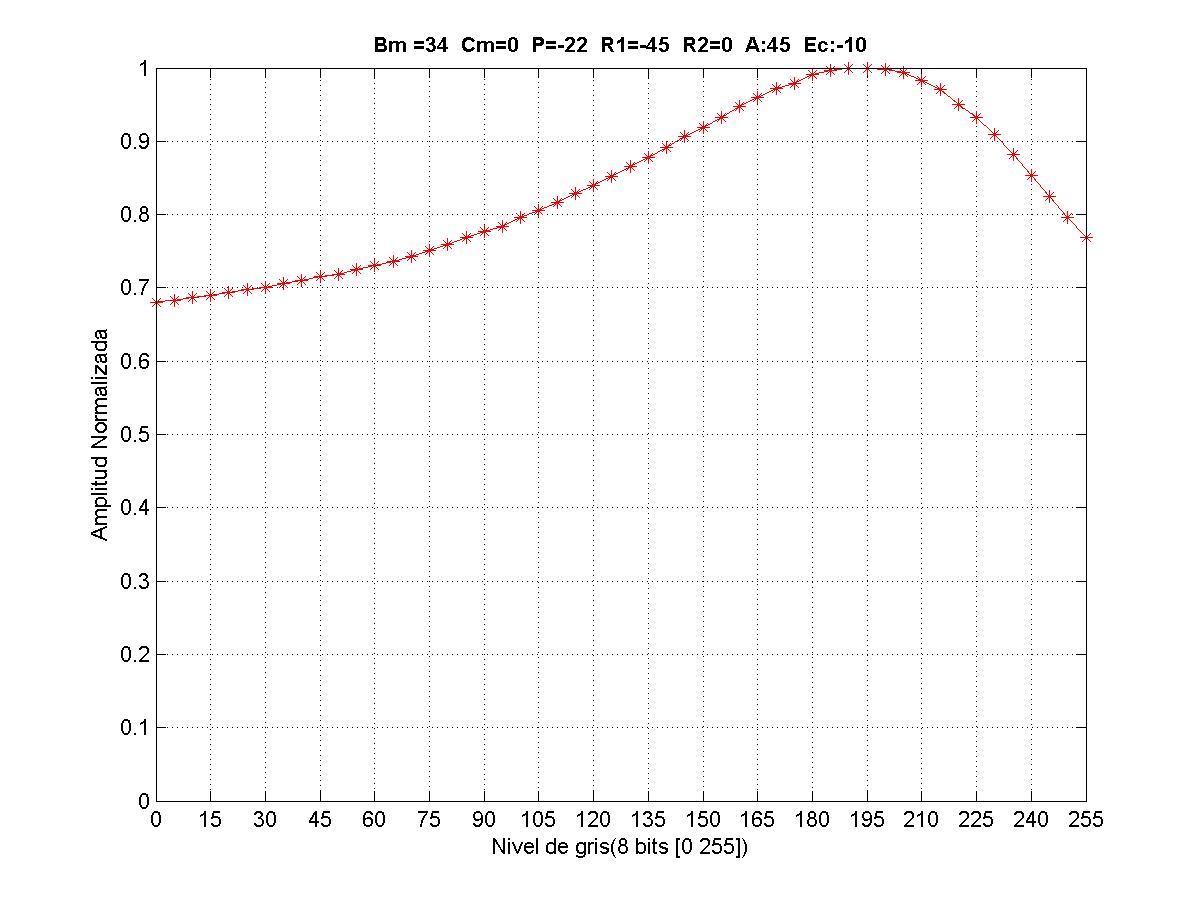 Bm =34 Cm=0 P=-22 R1=-45 R2=0 A:45 Ec:-10
1
0.9
0.8
0.7
0.6
0.5
0.4
0.3
0.2
0.1
0
Amplitud Normalizada
0 15 30 45 60 75 90 105 120 135 150 165 180 195 210 225 240 255
Nivel de gris(8 bits [0 255])